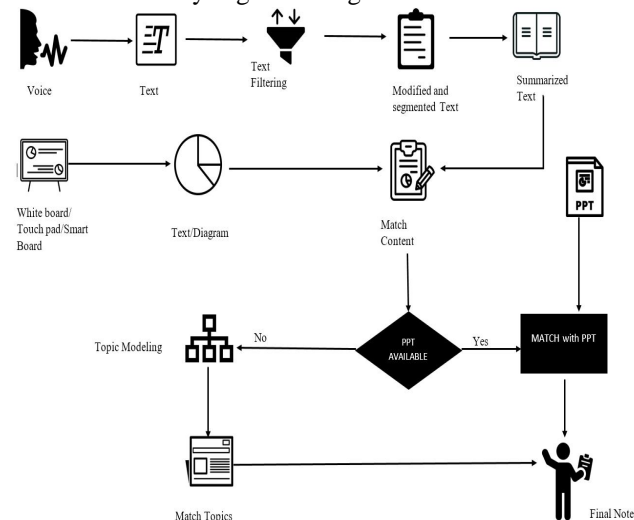 Voice
Text
Text
Filtering
Modified and
segmented Text
Summarized
Text
White board/
Touch pad/Smart
Board
Text/Diagram
Match
Content
PPT
Topic Modeling
No
PPT
AVAILABLE
Yes
MATCH with PPT
Match Topics
Final Note